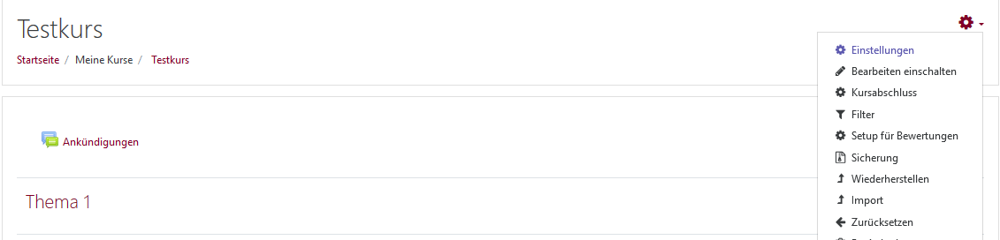 Testkurs
Startseite / Meine Kurse / Testkurs
Einstellungen
Bearbeiten einschalten
Kursabschluss
Filter
Setup für Bewertungen
Sicherung
Wiederherstellen
Import
Zurücksetzen
Ankündigungen
Thema 1